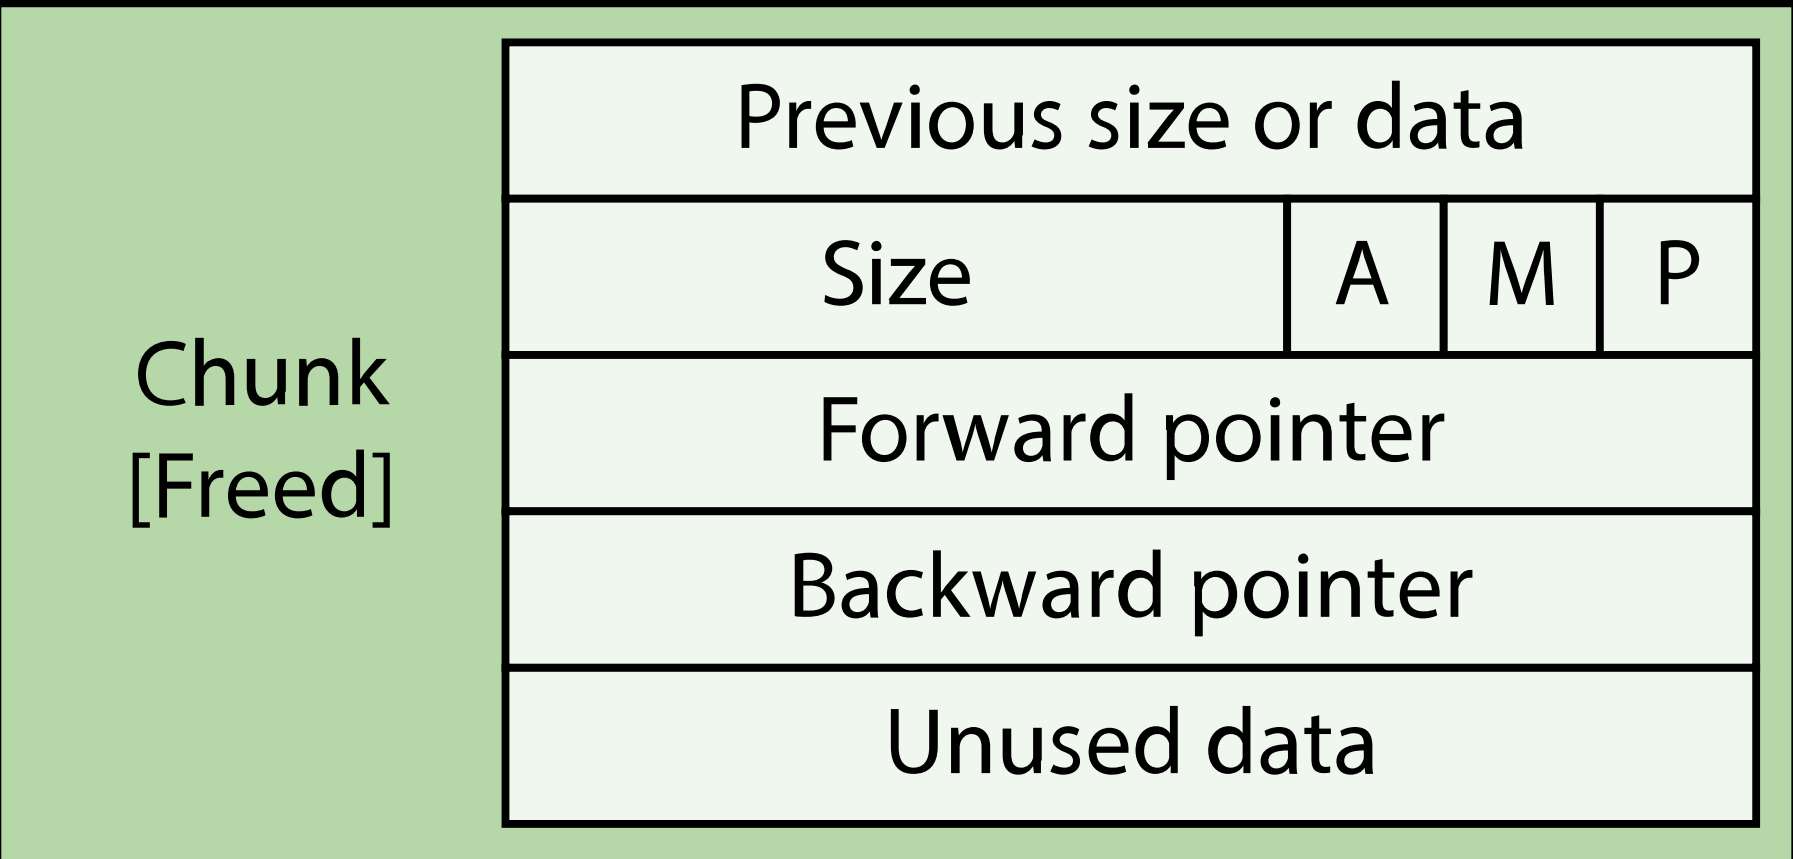 Chunk
[Freed]
Previous size or data
Size A M P
Forward pointer
Backward pointer
Unused data